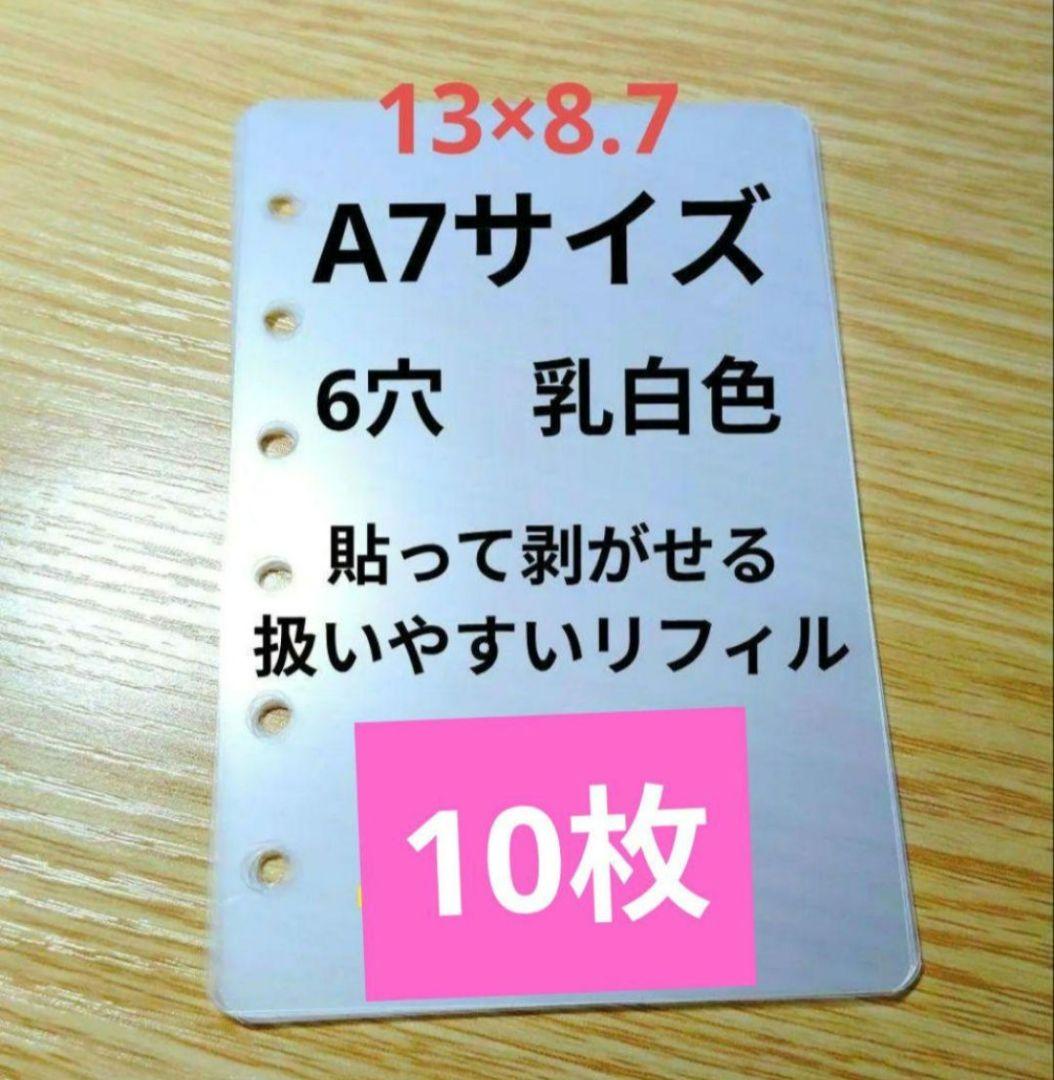 13×8.7
A7サイズ
6穴　乳白色
貼って剥がせる
扱いやすいリフィル
10枚